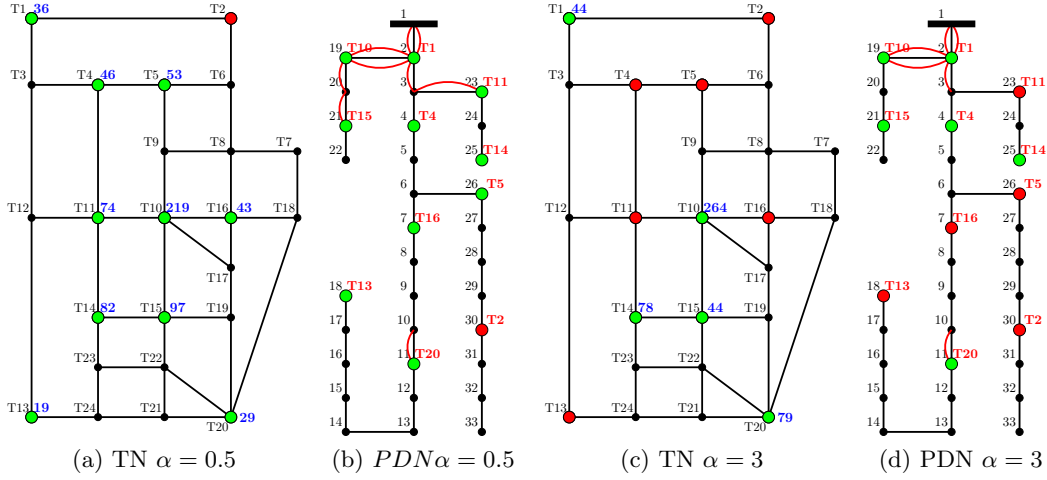 T1 36 T2
T3 T4 46 T5 53 T6
T9 T8 T7
T12 T11 74 T10 219 T16 43 T18
T17
T14 82 T15 97 T19
T23 T22
T13 19 T24 T21 T20 29
(a) TN α = 0.5
1
19 T10 2 T1
20 3 23 T11
21 T15 4 T4 24
22 5 25 T14
6 26 T5
7 T16 27
8 28
18 T13 9 29
17 10 30 T2
16 11 T20 31
15 12 32
14 13 33
(b) PDNα = 0.5
T1 44 T2
T3 T4 T5 T6
T9 T8 T7
T12 T11 T10 264 T16 T18
T17
T14 78 T15 44 T19
T23 T22
T13 T24 T21 T20 79
(c) TN α = 3
1
19 T10 2 T1
20 3 23 T11
21 T15 4 T4 24
22 5 25 T14
6 26 T5
7 T16 27
8 28
18 T13 9 29
17 10 30 T2
16 11 T20 31
15 12 32
14 13 33
(d) PDN α = 3